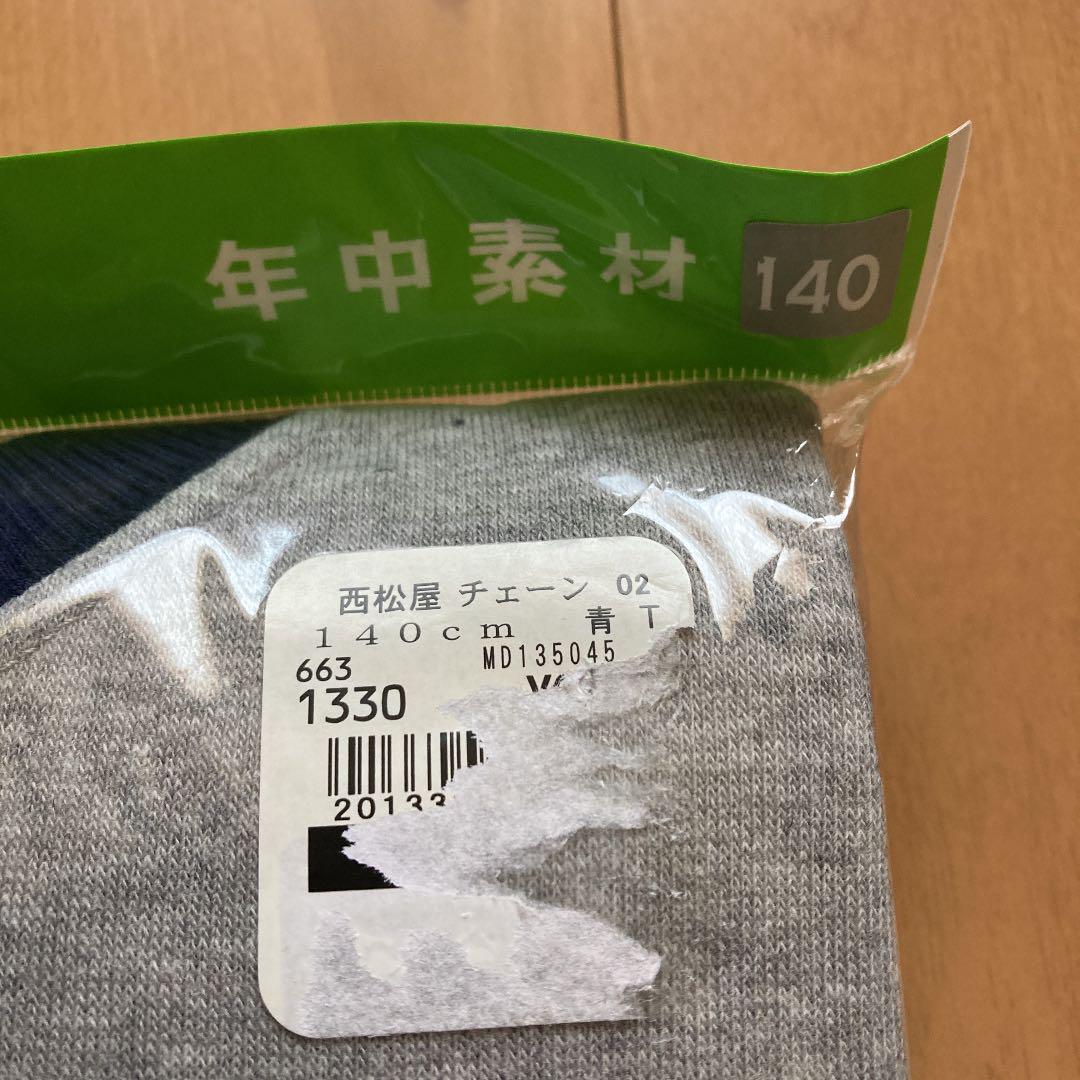 年中素材 140
西松屋 チェーン 02
140cm 青 T
663 MD135045
1330
20133